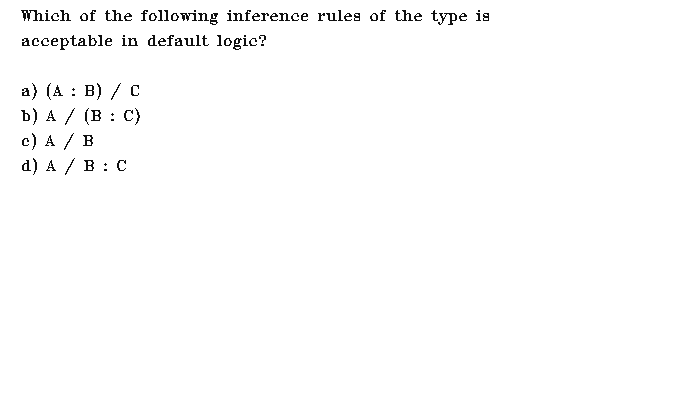 Which of the following inference rules of the type is
acceptable in default logic?
a) (A : B) / C
b) A / (B : C)
c) A / B
d) A / B : C